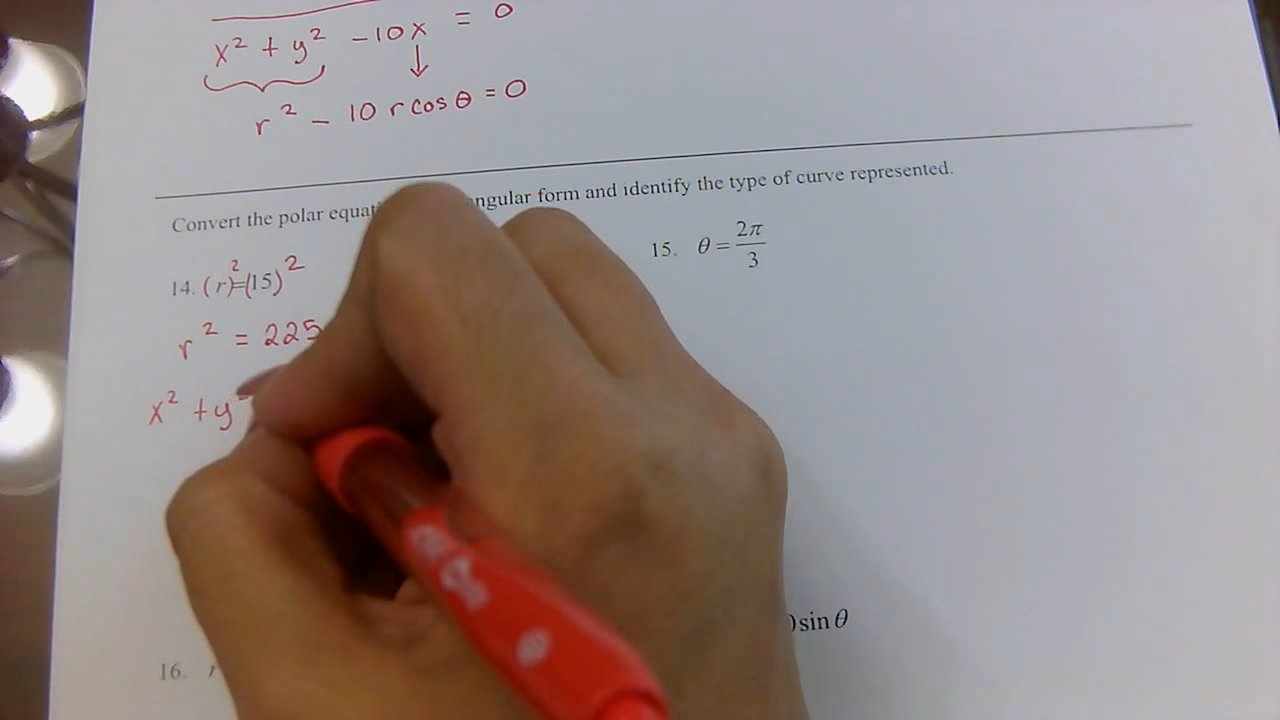 x² + y² - 10x = 0
↓
r² - 10 r cos θ = 0
Convert the polar equat ngular form and identify the type of curve represented.
14. (r)² = (15)²
15. θ = 2π/3
r² = 225
x² + y²
)sin θ
16. r